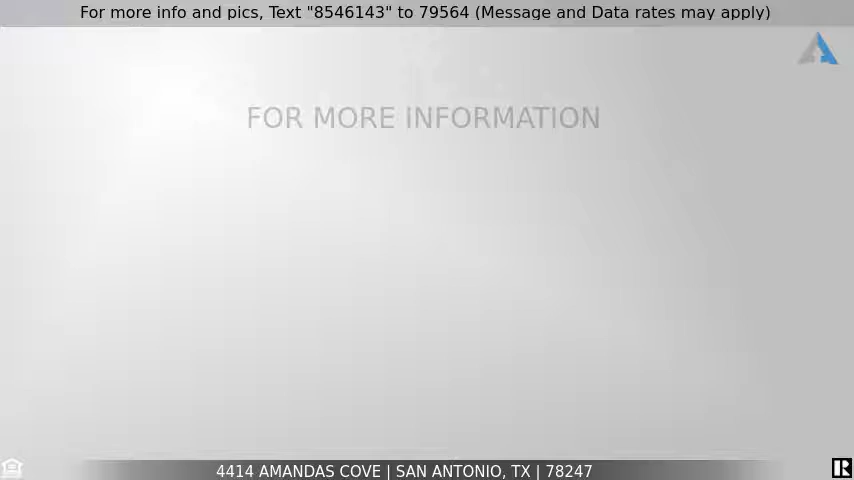 For more info and pics, Text "8546143" to 79564 (Message and Data rates may apply)
FOR MORE INFORMATION
4414 AMANDAS COVE | SAN ANTONIO, TX | 78247